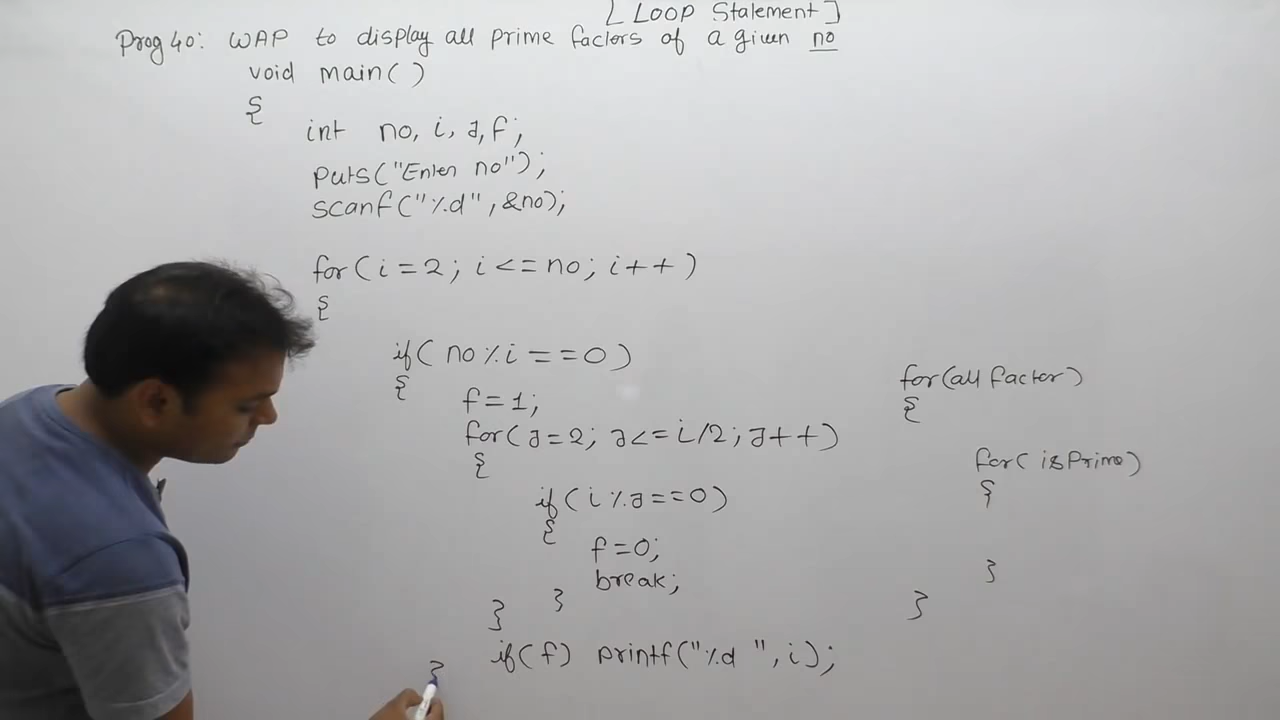 [ LOOP Statement ]
Prog 40: WAP to display all prime factors of a given no
void main( )
{
int no, i, j, f;
puts("Enter no");
scanf("%d", &no);
for( i = 2; i <= no; i + + )
{
if( no % i = = 0 )
{
f = 1;
for( j = 2; j <= i/2; j + + )
{
if( i % j = = 0 )
{
f = 0;
break;
}
}
if( f ) printf("%d ", i );
}
for(all factor)
{
for( isPrime)
{
}
}